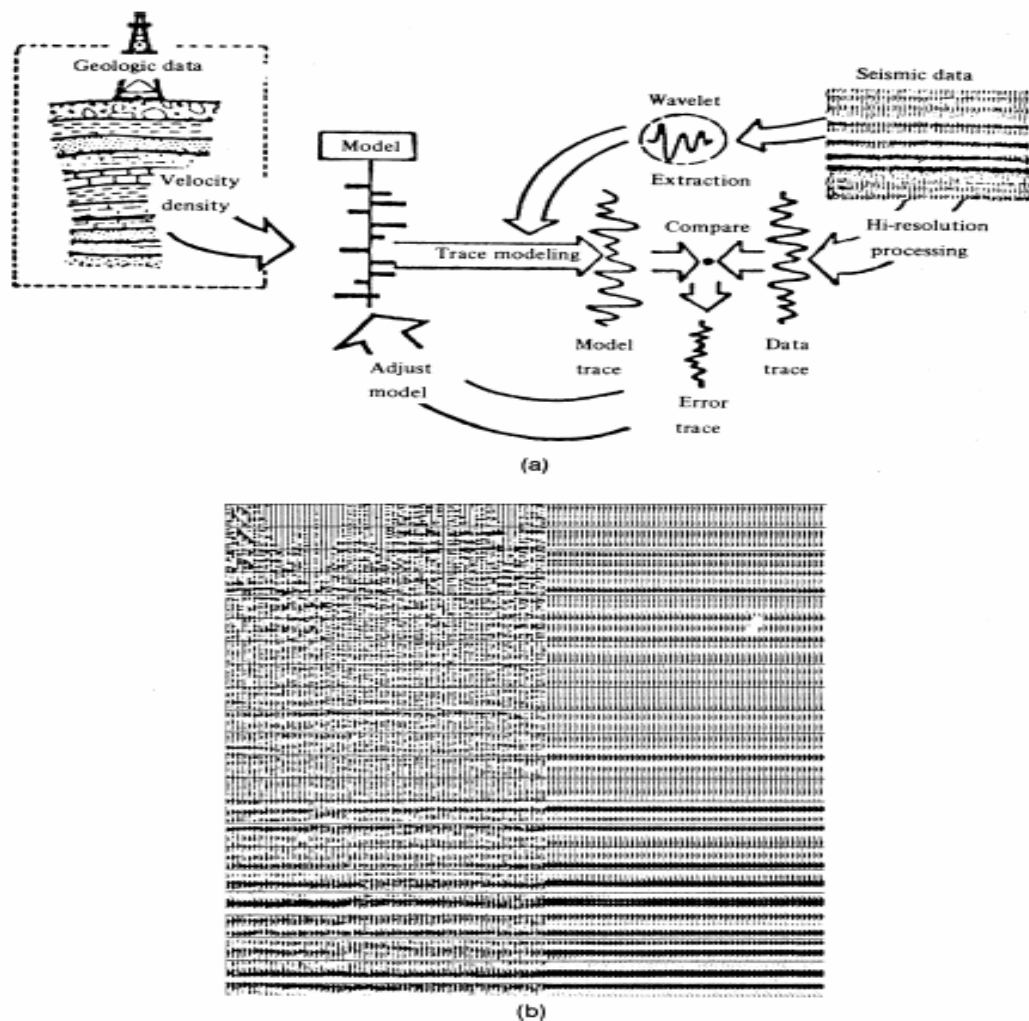 Geologic data
Velocity
density
Model
Wavelet
Extraction
Seismic data
Hi-resolution
processing
Trace modeling
Compare
Model
trace
Data
trace
Error
trace
Adjust
model
(a)
(b)